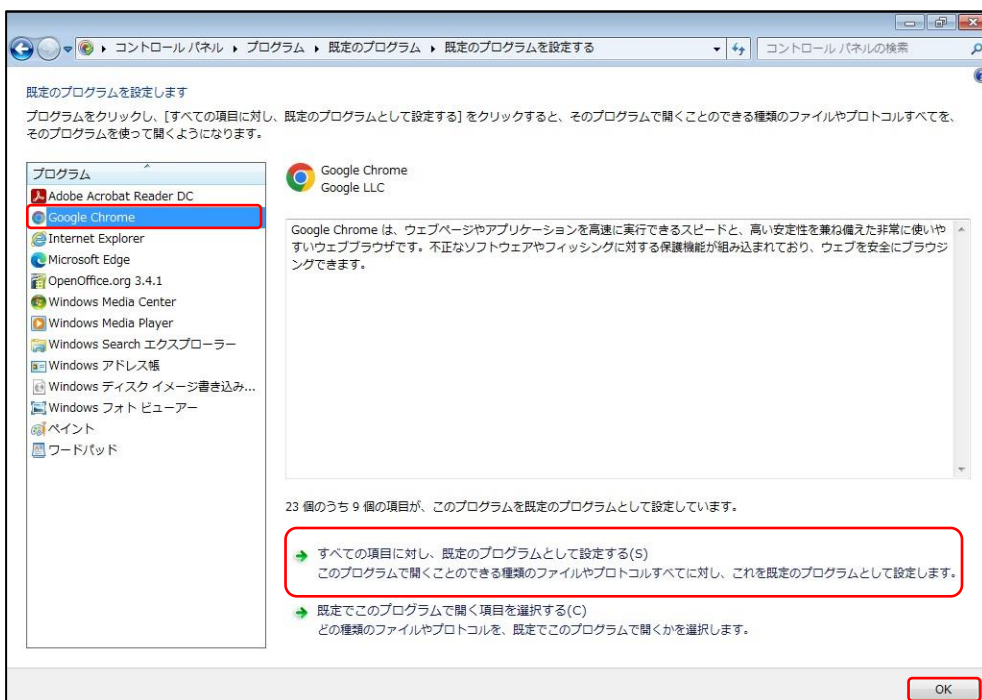 コントロール パネル ▸ プログラム ▸ 既定のプログラム ▸ 既定のプログラムを設定する
コントロール パネルの検索
既定のプログラムを設定します
プログラムをクリックし、[すべての項目に対し、既定のプログラムとして設定する] をクリックすると、そのプログラムで開くことのできる種類のファイルやプロトコルすべてを、
そのプログラムを使って開くようになります。
プログラム
Adobe Acrobat Reader DC
Google Chrome
Internet Explorer
Microsoft Edge
OpenOffice.org 3.4.1
Windows Media Center
Windows Media Player
Windows Search エクスプローラー
Windows アドレス帳
Windows ディスク イメージ書き込み...
Windows フォト ビューアー
ペイント
ワードパッド
Google Chrome
Google LLC
Google Chrome は、ウェブページやアプリケーションを高速に実行できるスピードと、高い安定性を兼ね備えた非常に使いや
すいウェブブラウザです。不正なソフトウェアやフィッシングに対する保護機能が組み込まれており、ウェブを安全にブラウジ
ングできます。
23 個のうち 9 個の項目が、このプログラムを既定のプログラムとして設定しています。
すべての項目に対し、既定のプログラムとして設定する(S)
このプログラムで開くことのできる種類のファイルやプロトコルすべてに対し、これを既定のプログラムとして設定します。
既定でこのプログラムで開く項目を選択する(C)
どの種類のファイルやプロトコルを、既定でこのプログラムで開くかを選択します。
OK